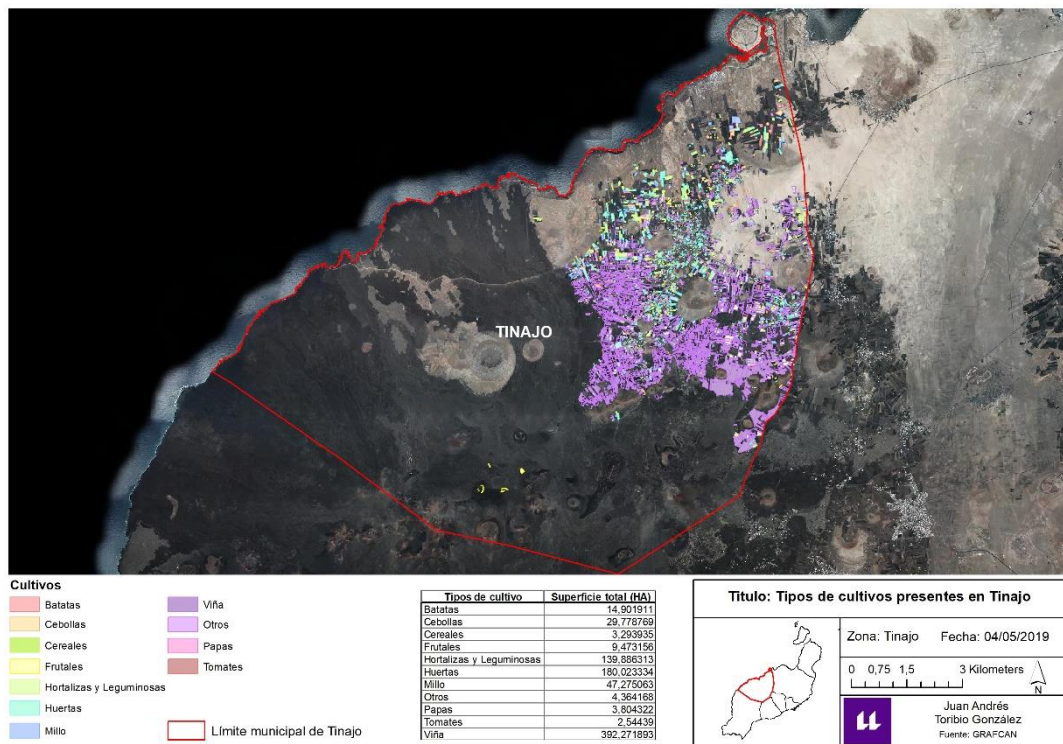 TINAJO
Cultivos
Batatas
Cebollas
Cereales
Frutales
Hortalizas y Leguminosas
Huertas
Millo
Viña
Otros
Papas
Tomates
Límite municipal de Tinajo
Tipos de cultivo Superficie total (HA)
Batatas 14,901911
Cebollas 29,778769
Cereales 3,293935
Frutales 9,473156
Hortalizas y Leguminosas 139,886313
Huertas 180,023334
Millo 47,275063
Otros 4,364168
Papas 3,804322
Tomates 2,54439
Viña 392,271893
Titulo: Tipos de cultivos presentes en Tinajo
Zona: Tinajo Fecha: 04/05/2019
0 0,75 1,5 3 Kilometers
N
Juan Andrés
Toribio González
Fuente: GRAFCAN